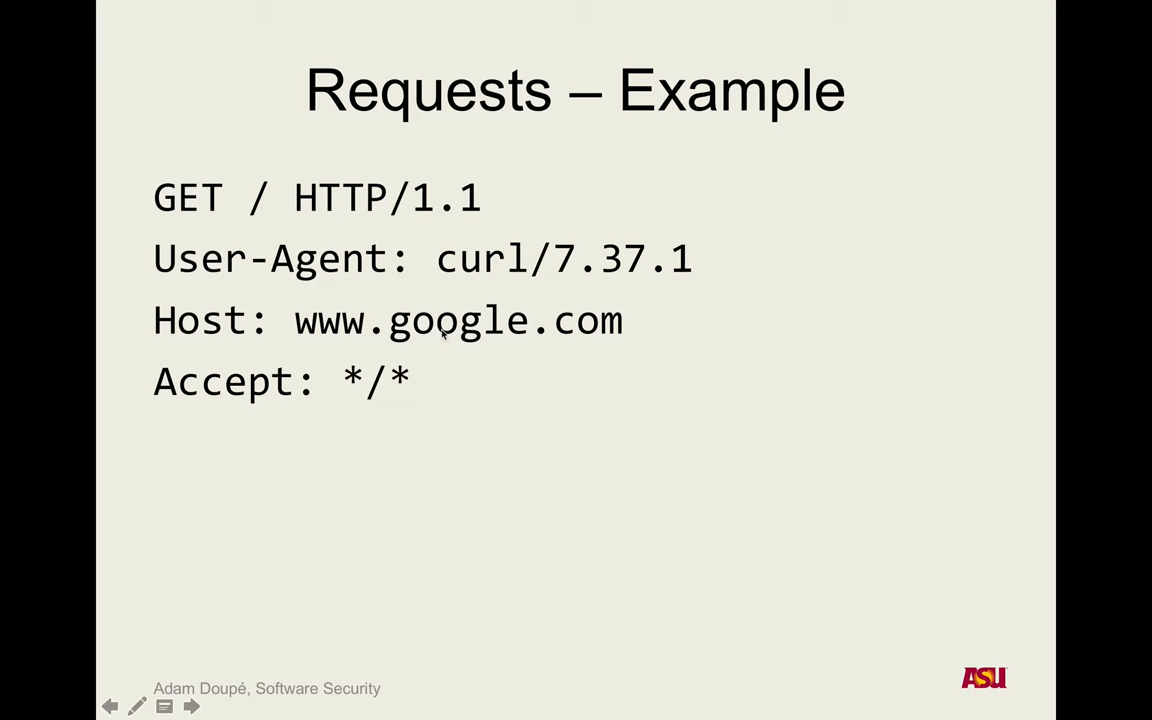 Requests – Example
GET / HTTP/1.1
User-Agent: curl/7.37.1
Host: www.google.com
Accept: */*
Adam Doupé, Software Security
ASU